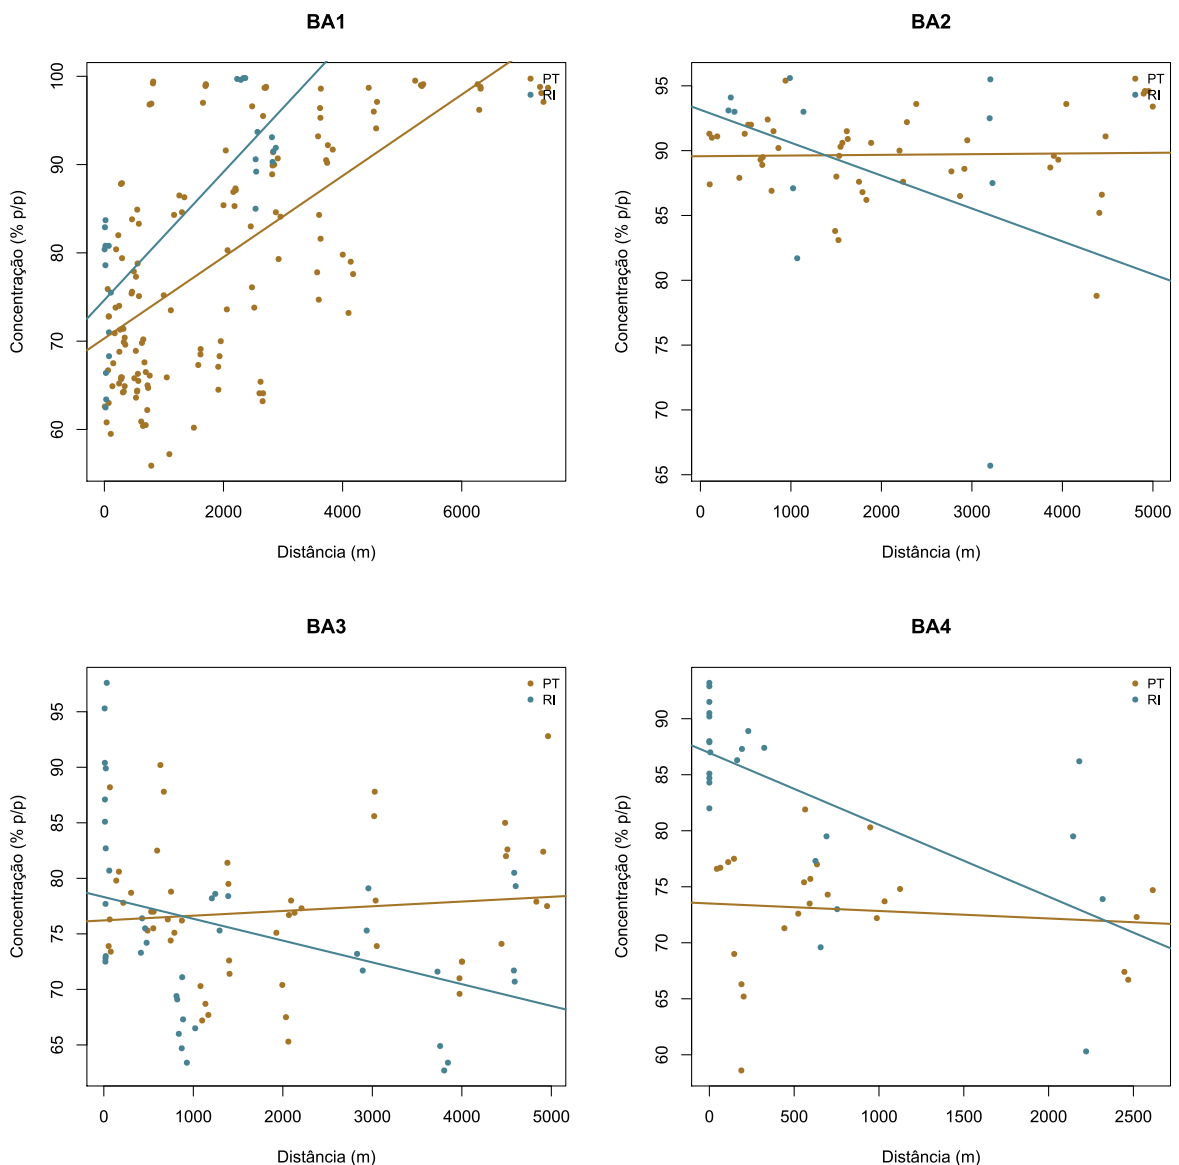 BA1
Concentração (% p/p)
100
90
80
70
60
PT
RI
0 2000 4000 6000
Distância (m)
BA2
Concentração (% p/p)
95
90
85
80
75
70
65
PT
RI
0 1000 2000 3000 4000 5000
Distância (m)
BA3
Concentração (% p/p)
95
90
85
80
75
70
65
PT
RI
0 1000 2000 3000 4000 5000
Distância (m)
BA4
Concentração (% p/p)
90
80
70
60
PT
RI
0 500 1000 1500 2000 2500
Distância (m)